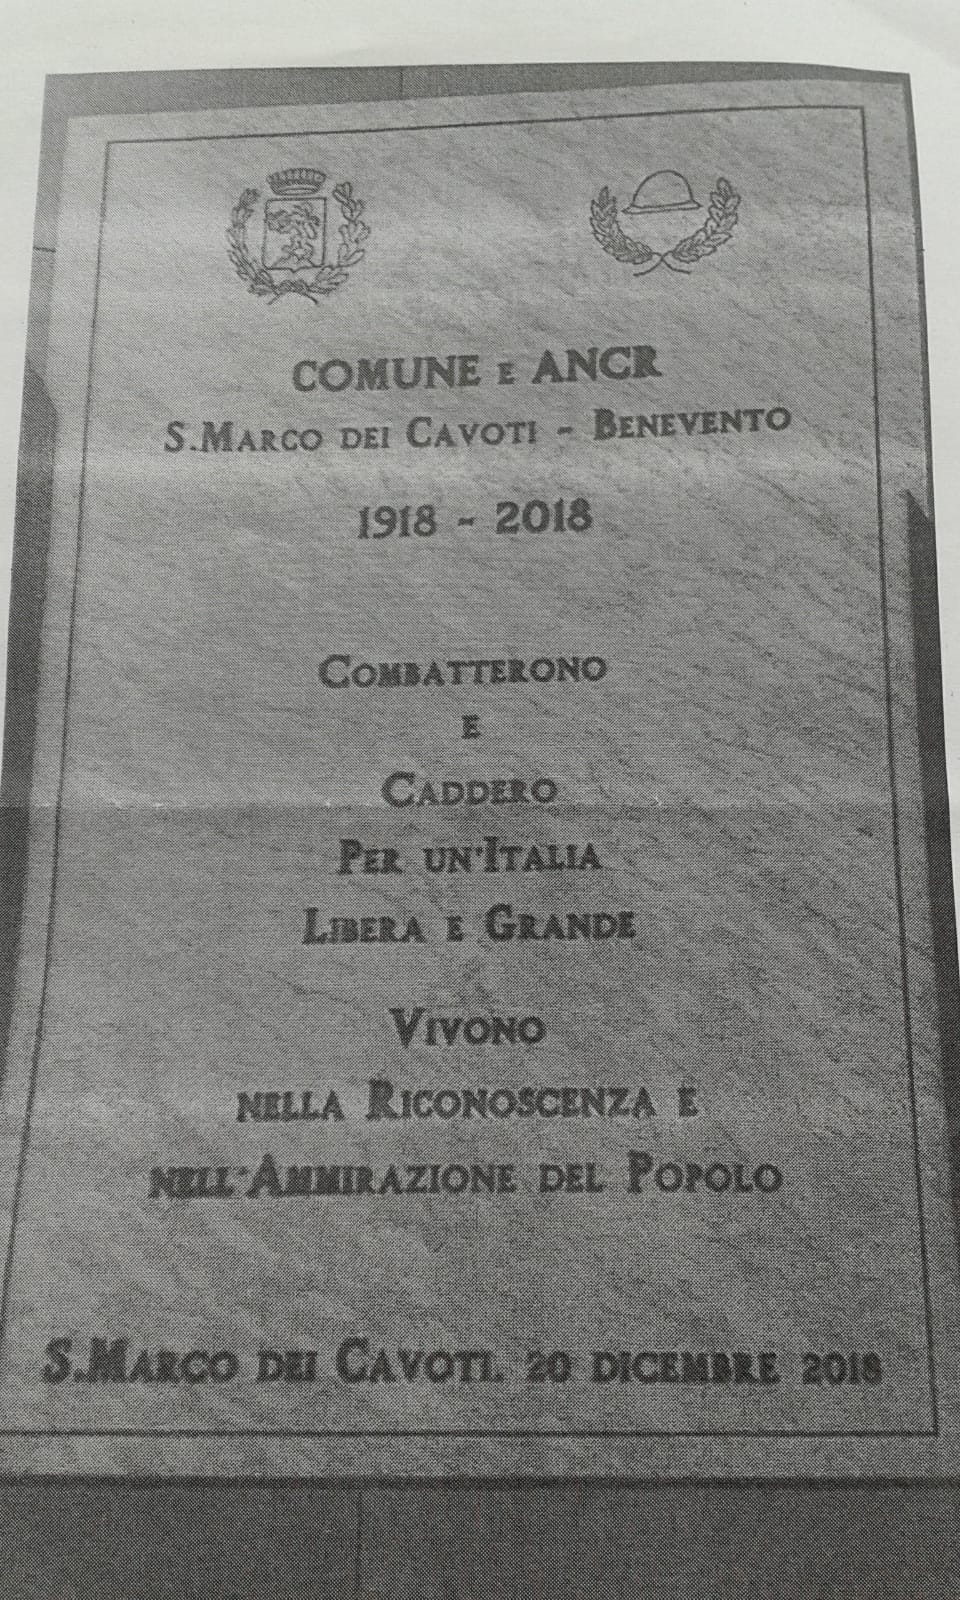 COMUNE E ANCR
S.MARCO DEI CAVOTI - BENEVENTO
1918 - 2018
COMBATTERONO
E
CADDERO
PER UN'ITALIA
LIBERA E GRANDE
VIVONO
NELLA RICONOSCENZA E
NELL'AMMIRAZIONE DEL POPOLO
S.MARCO DEI CAVOTI, 20 DICEMBRE 2018